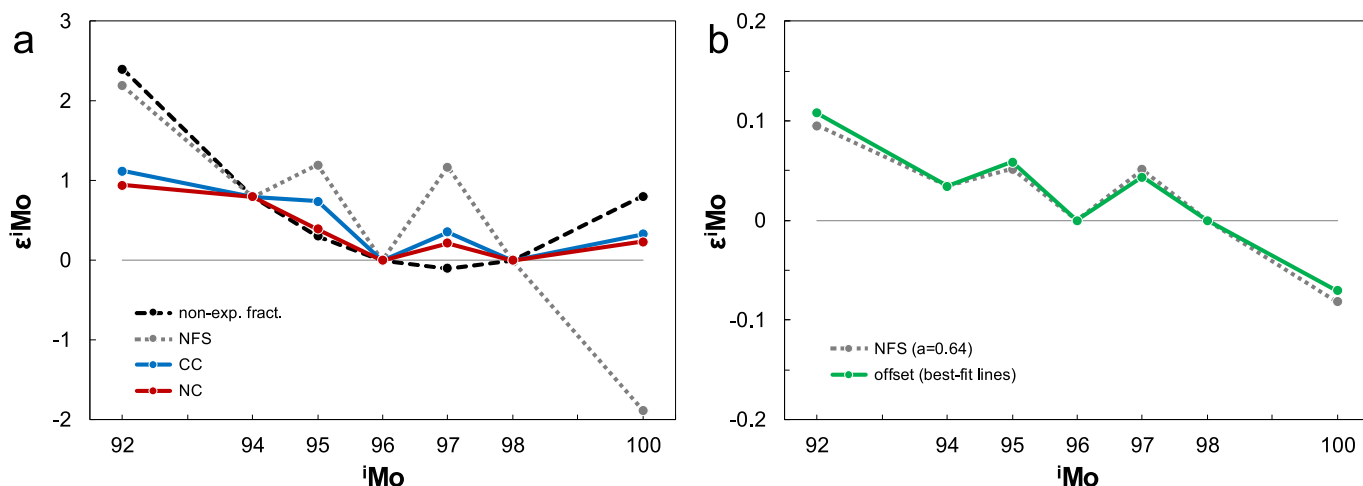 a
3
2
1
0
-1
-2
εⁱMo
non-exp. fract.
NFS
CC
NC
92 94 95 96 97 98 100
ⁱMo
b
0.2
0.1
0
-0.1
-0.2
εⁱMo
NFS (a=0.64)
offset (best-fit lines)
92 94 95 96 97 98 100
ⁱMo